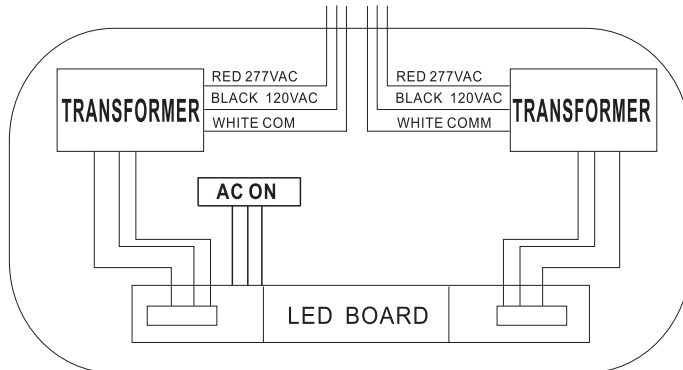 RED 277VAC
RED 277VAC
TRANSFORMER
BLACK 120VAC
BLACK 120VAC
TRANSFORMER
WHITE COM
WHITE COMM
AC ON
LED BOARD